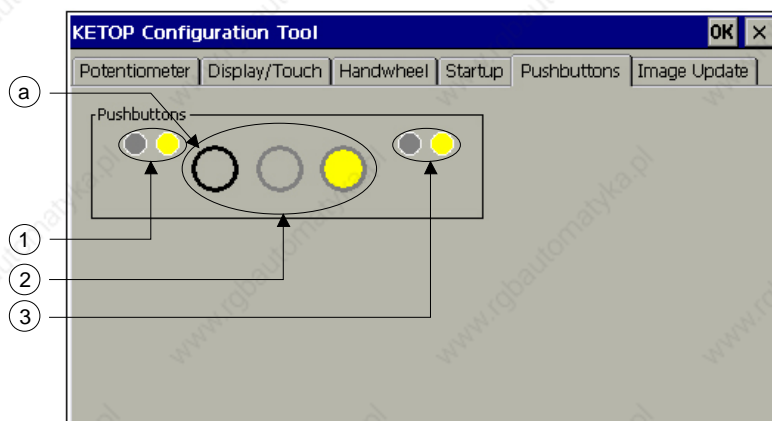 KETOP Configuration Tool OK ×
Potentiometer Display/Touch Handwheel Startup Pushbuttons Image Update
a
Pushbuttons
1
2
3
www.rgbautomatyka.pl